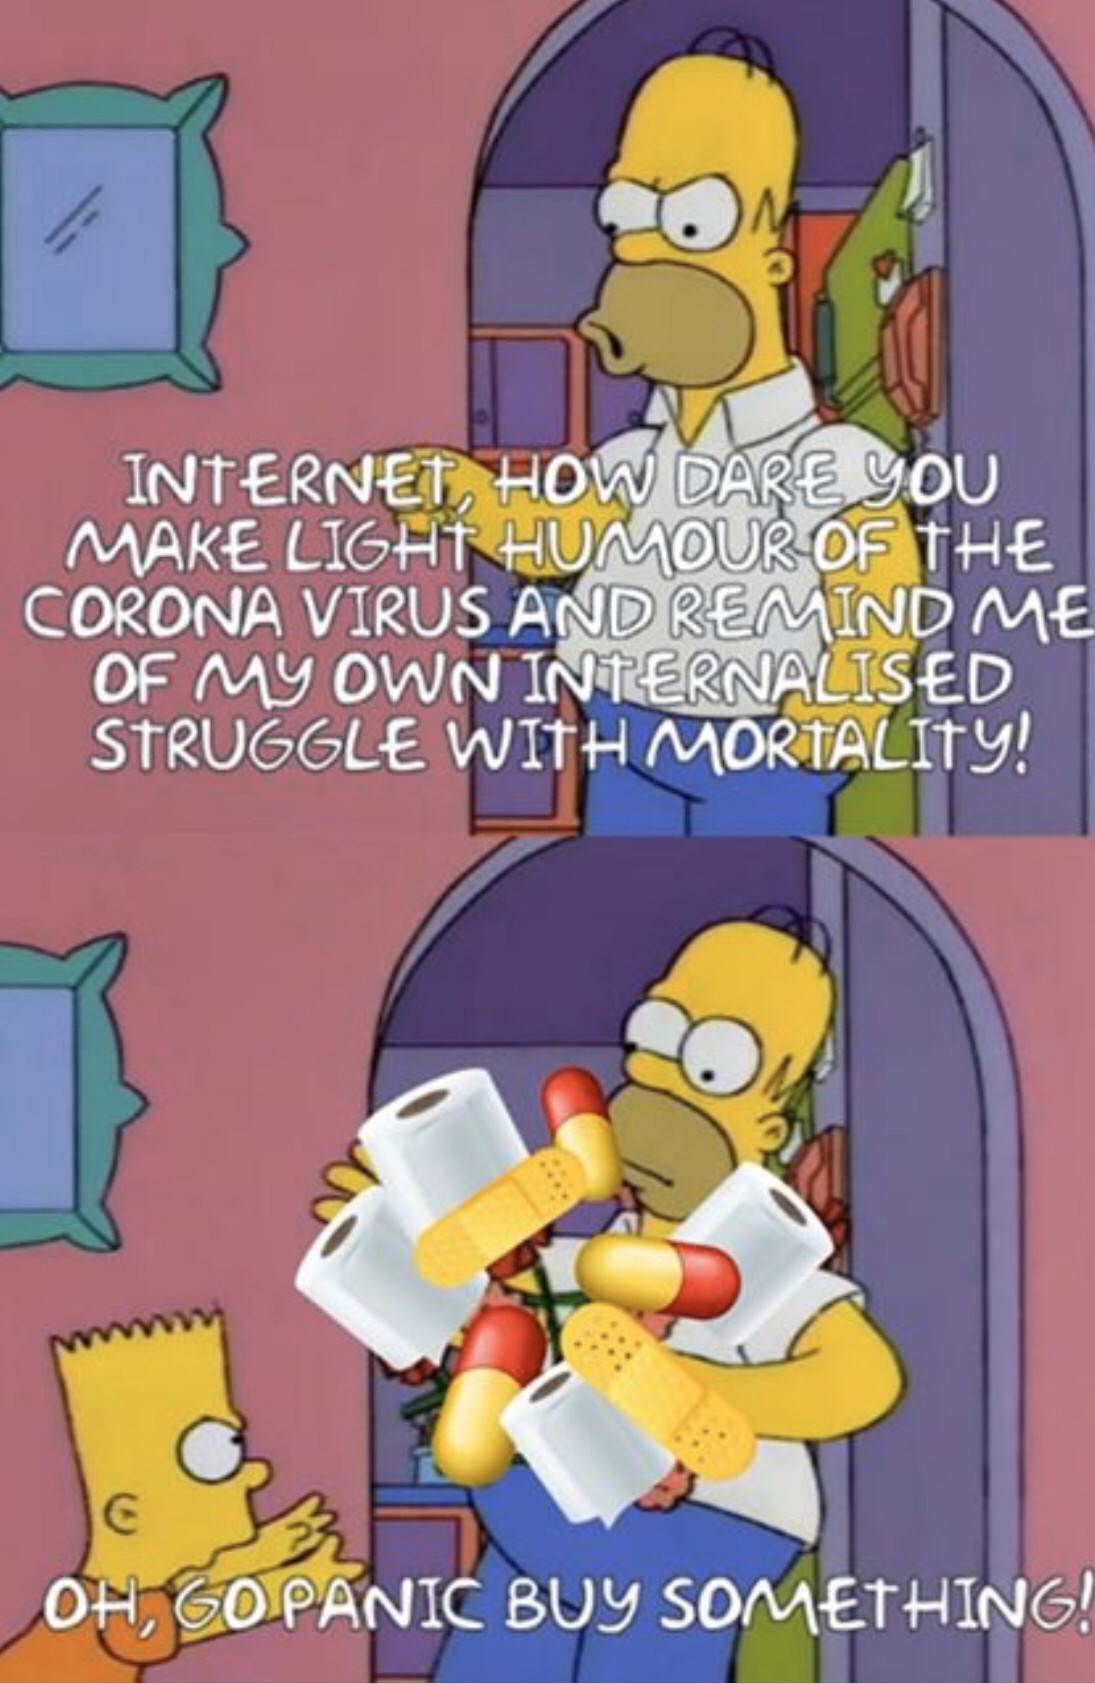 INTERNET, HOW DARE YOU
MAKE LIGHT HUMOUR OF THE
CORONA VIRUS AND REMIND ME
OF MY OWN INTERNALISED
STRUGGLE WITH MORTALITY!
OH, GO PANIC BUY SOMETHING!